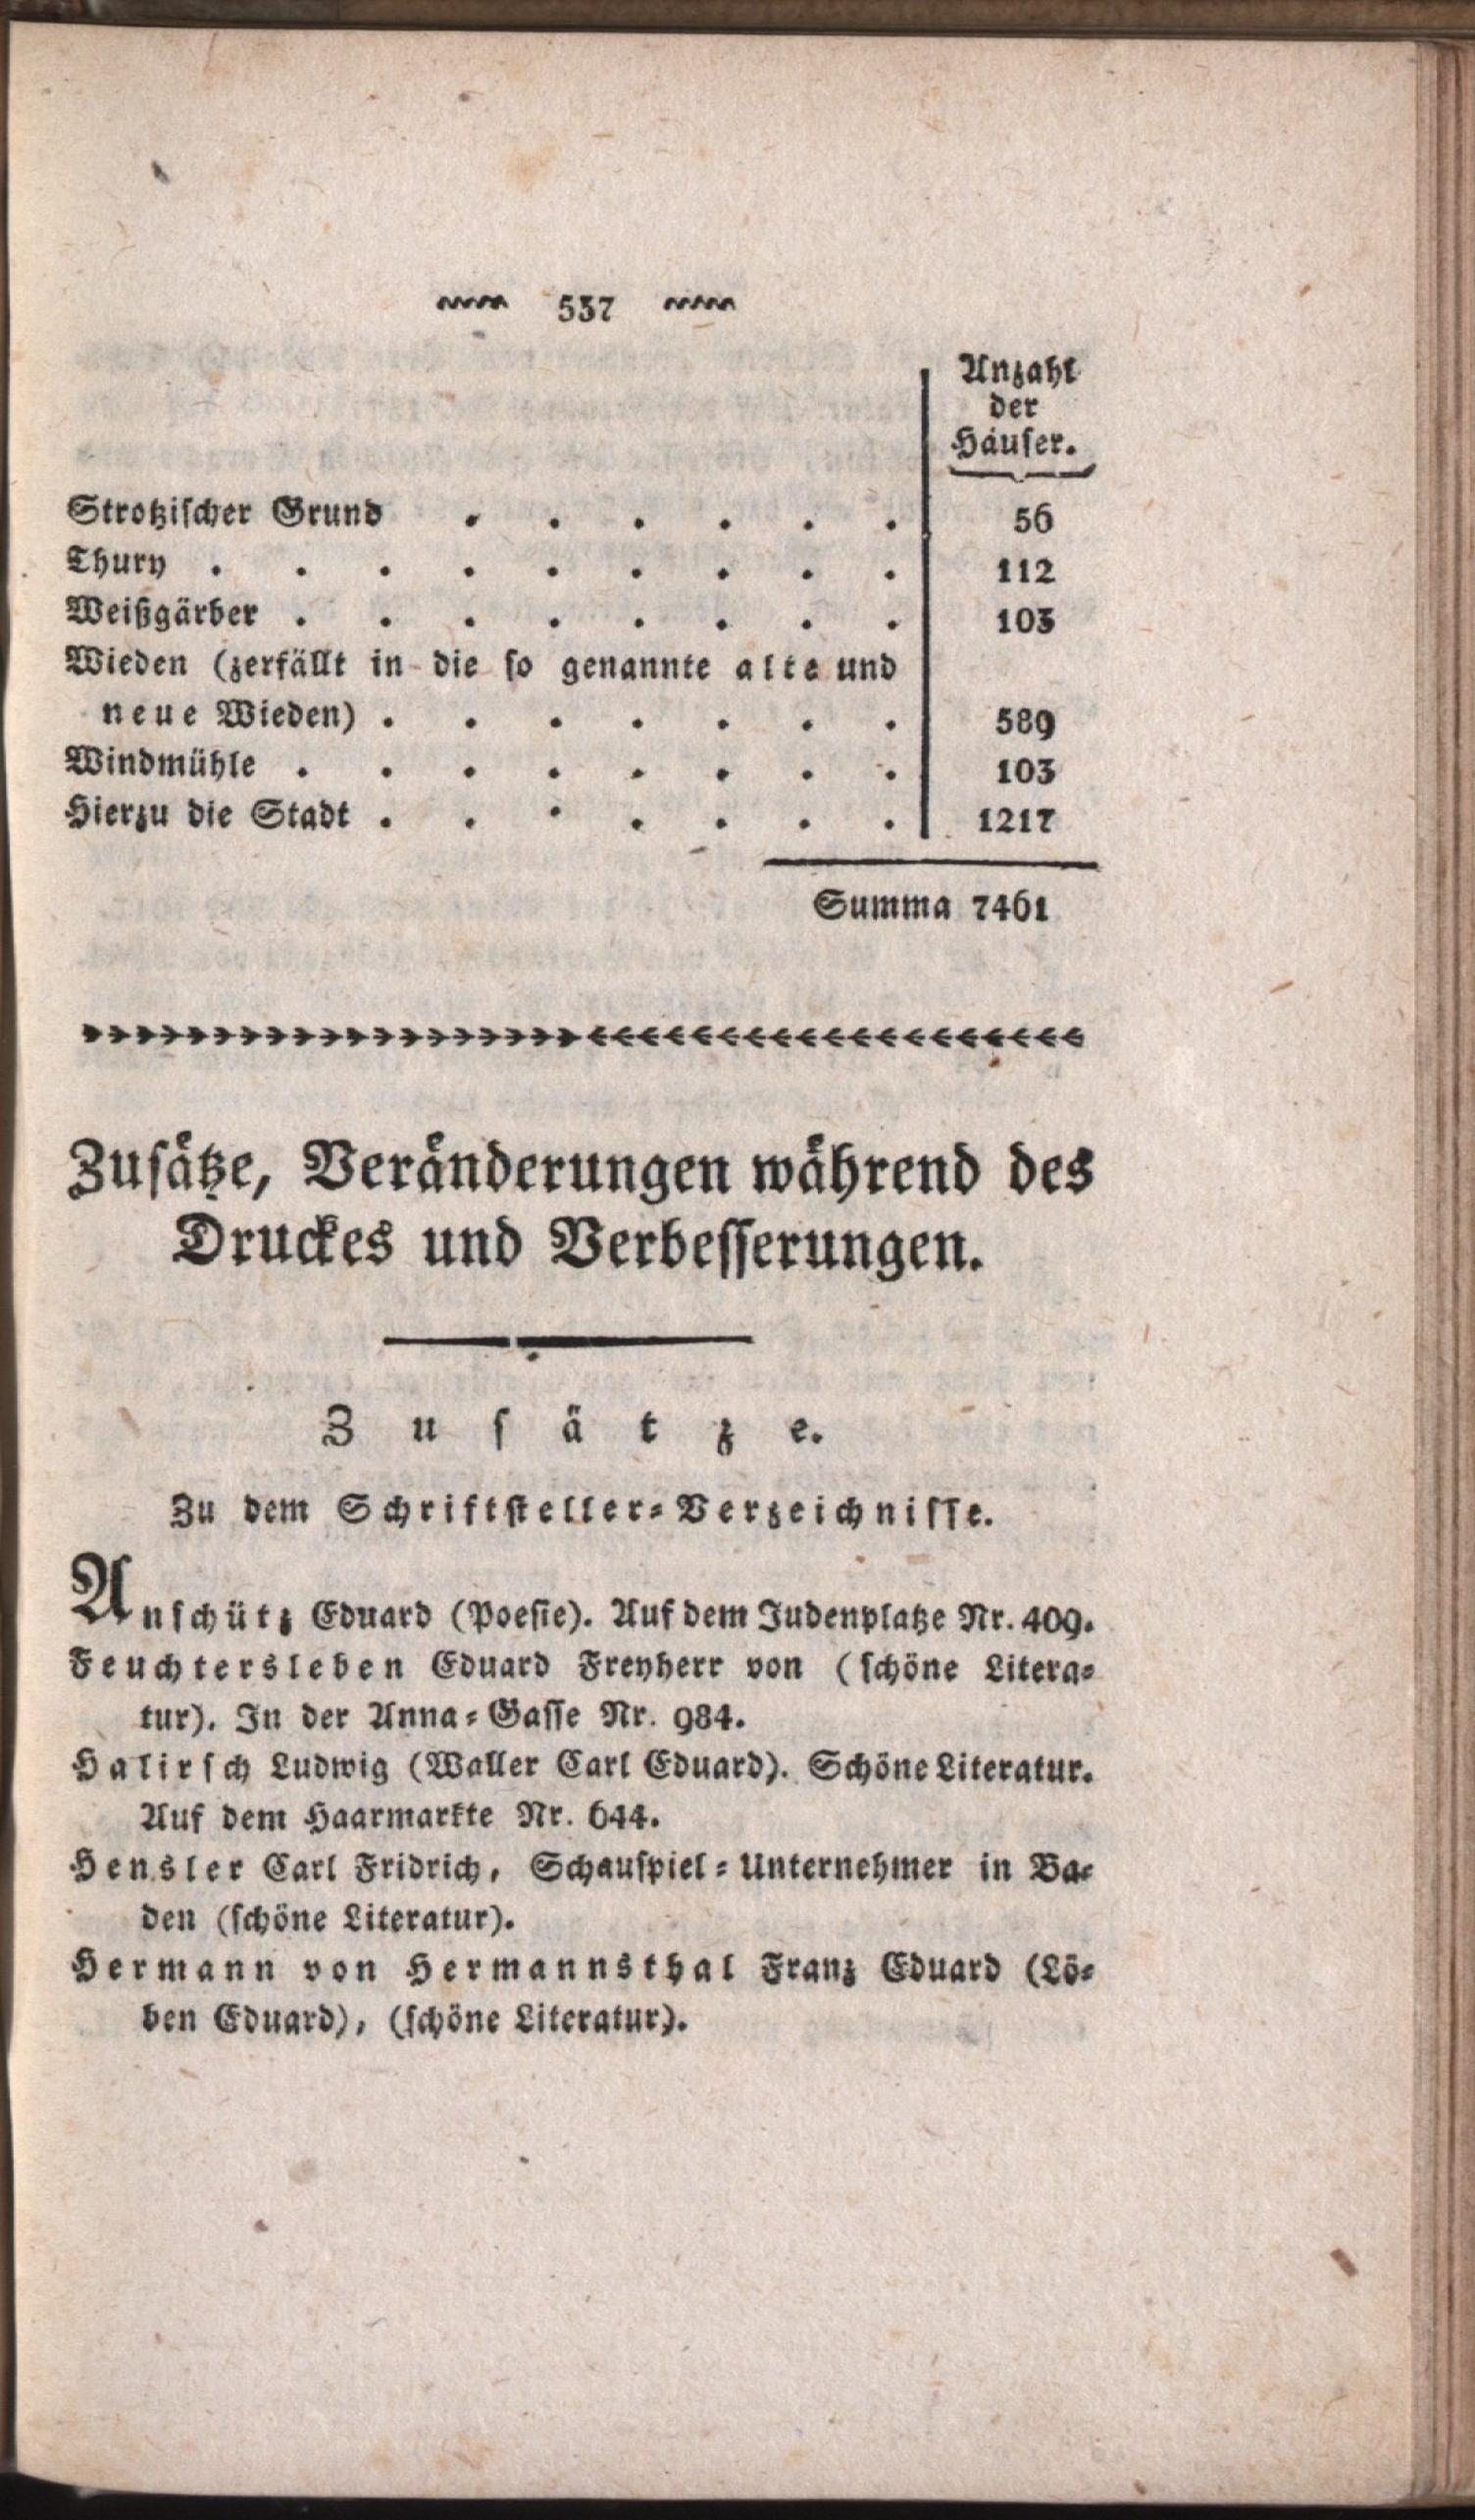 537
Anzahl
der
Häuser.
Strotzischer Grund . . . . . . 56
Thury . . . . . . . . . 112
Weißgärber . . . . . . . . 103
Wieden (zerfällt in die so genannte alte und
neue Wieden) . . . . . . . 589
Windmühle . . . . . . . . 103
Hierzu die Stadt . . . . . . . 1217
Summa 7461
Zusätze, Veränderungen während des
Druckes und Verbesserungen.
Zusätze.
Zu dem Schriftsteller-Verzeichnisse.
Anschütz Eduard (Poesie). Auf dem Judenplatze Nr. 409.
Feuchtersleben Eduard Freyherr von (schöne Litera-
tur). In der Anna-Gasse Nr. 984.
Halirsch Ludwig (Waller Carl Eduard). Schöne Literatur.
Auf dem Haarmarkte Nr. 644.
Hensler Carl Fridrich, Schauspiel-Unternehmer in Ba-
den (schöne Literatur).
Hermann von Hermannsthal Franz Eduard (Lö-
ben Eduard), (schöne Literatur).